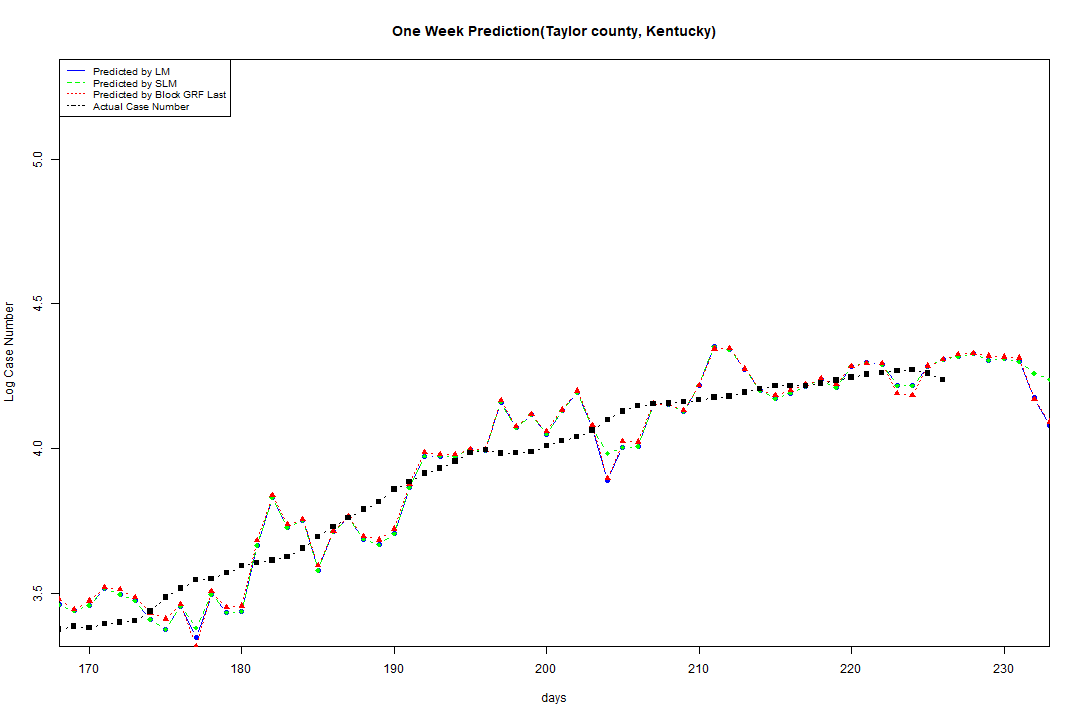 One Week Prediction(Taylor county, Kentucky)
Predicted by LM
Predicted by SLM
Predicted by Block GRF Last
Actual Case Number
5.0
4.5
4.0
3.5
Log Case Number
170 180 190 200 210 220 230
days